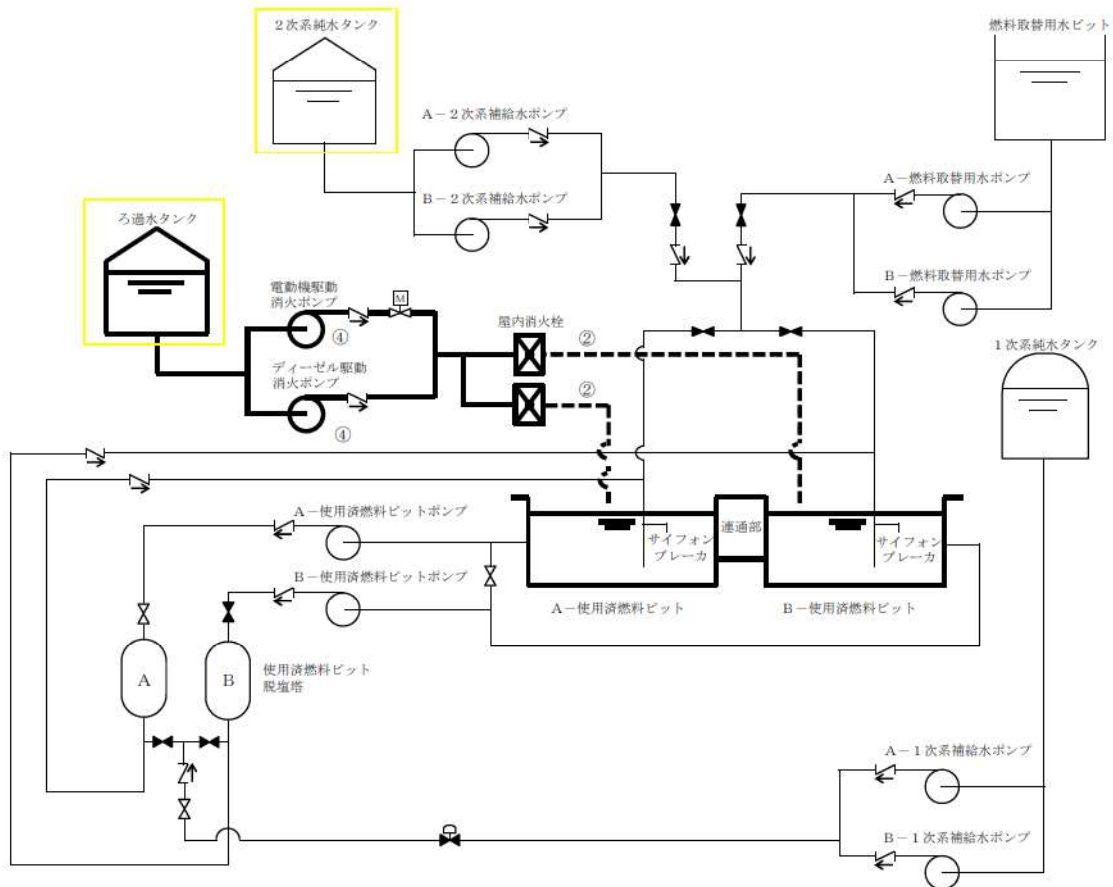 2次系純水タンク
燃料取替用水ピット
A-2次系補給水ポンプ
B-2次系補給水ポンプ
A-燃料取替用水ポンプ
B-燃料取替用水ポンプ
ろ過水タンク
電動機駆動
消火ポンプ
M
④
ディーゼル駆動
消火ポンプ
④
屋内消火栓
②
②
1次系純水タンク
A-使用済燃料ピットポンプ
B-使用済燃料ピットポンプ
連通部
サイフォン
ブレーカ
サイフォン
ブレーカ
A-使用済燃料ピット
B-使用済燃料ピット
A
B
使用済燃料ピット
脱塩塔
A-1次系補給水ポンプ
B-1次系補給水ポンプ